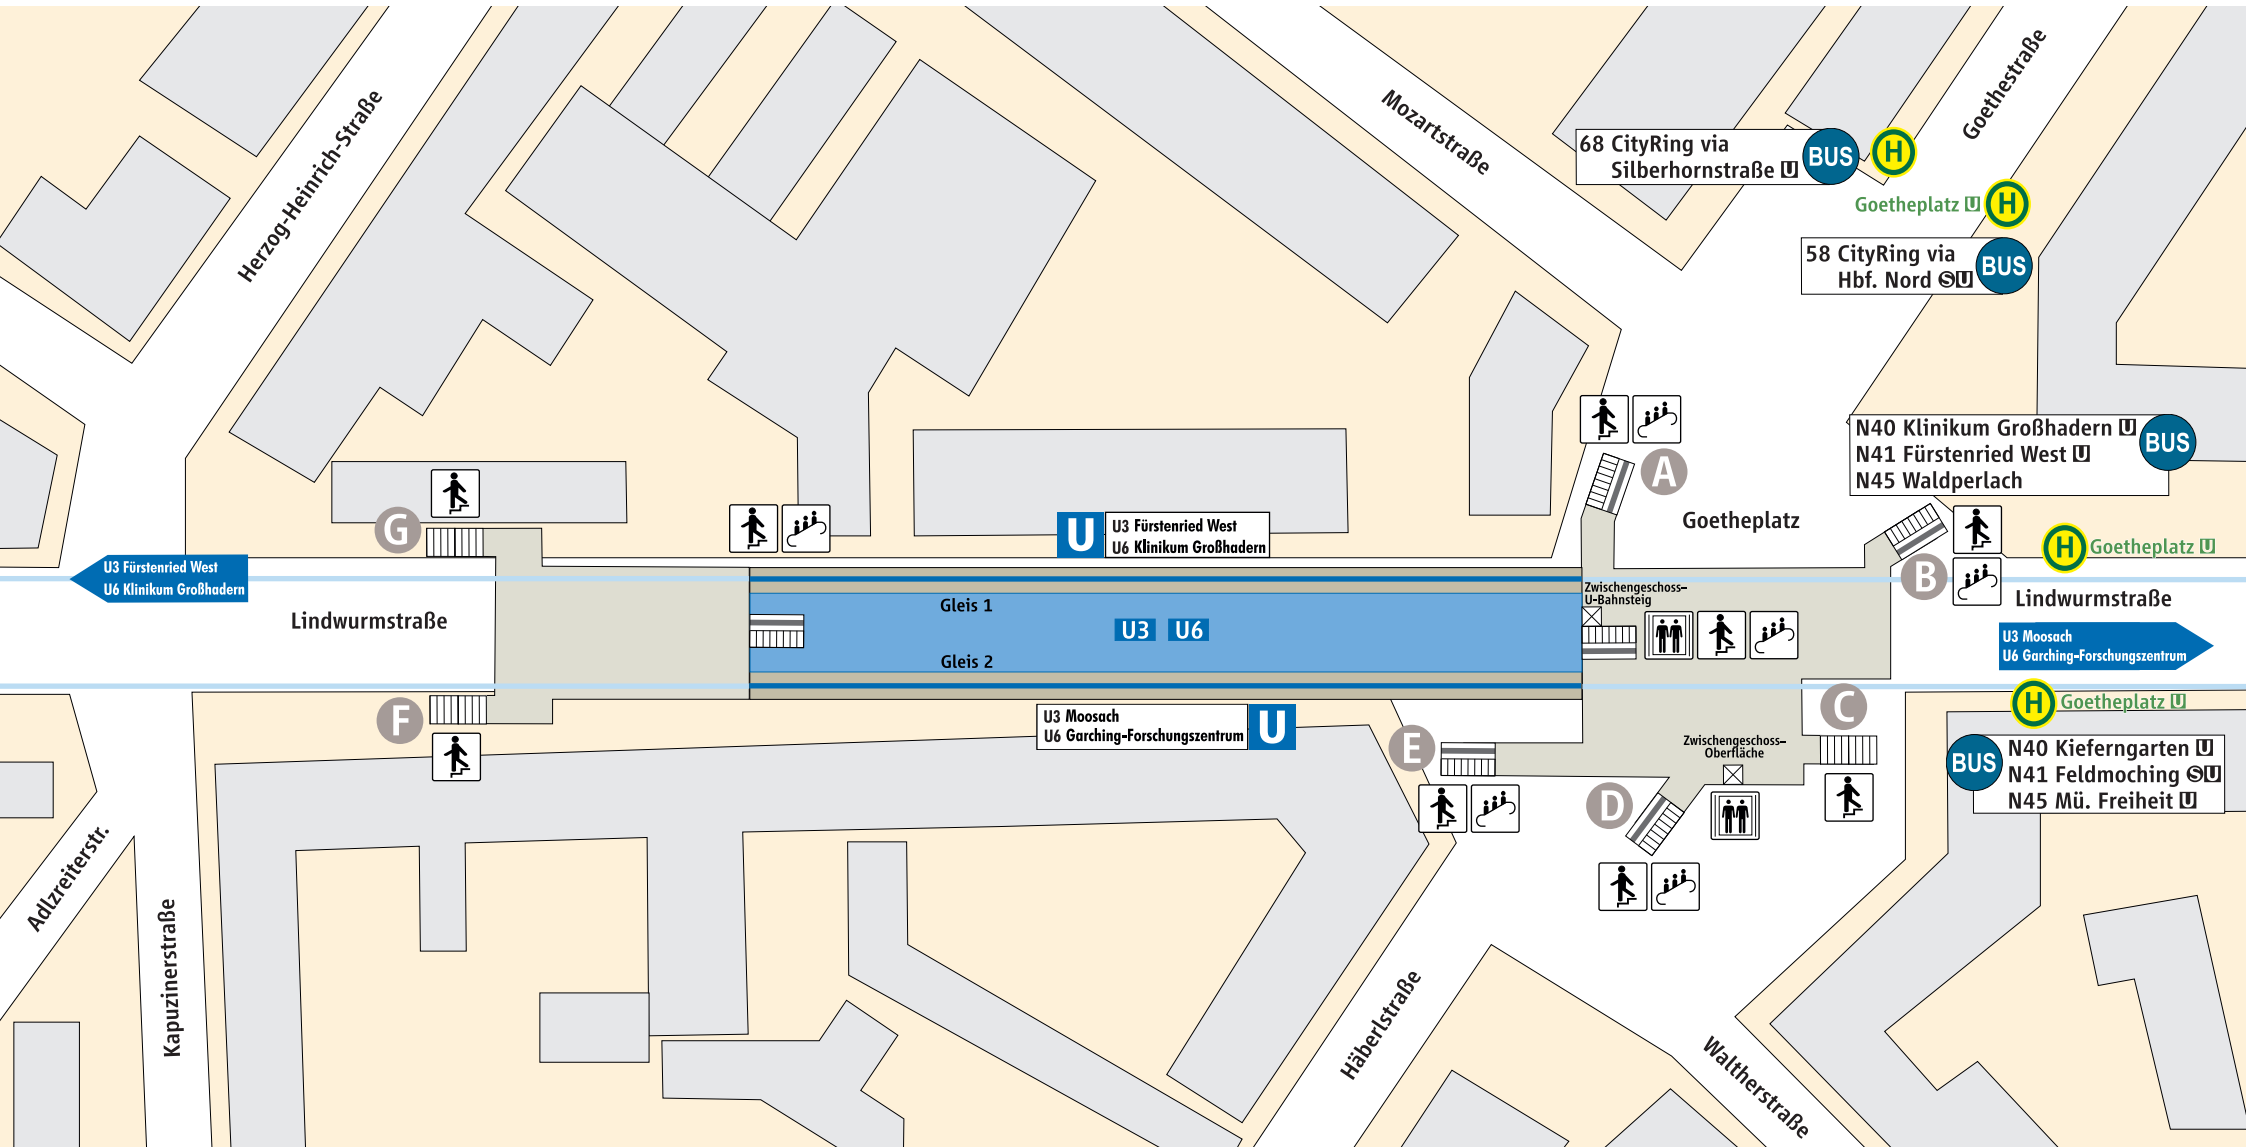 Herzog-Heinrich-Straße
Mozartstraße
Goethestraße
68 CityRing via
Silberhornstraße U
BUS
H
Goetheplatz U
H
58 CityRing via
Hbf. Nord S U
BUS
N40 Klinikum Großhadern U
N41 Fürstenried West U
N45 Waldperlach
BUS
A
Goetheplatz
B
H
Goetheplatz U
G
U
U3 Fürstenried West
U6 Klinikum Großhadern
U3 Fürstenried West
U6 Klinikum Großhadern
Lindwurmstraße
Gleis 1
U3 U6
Gleis 2
Zwischengeschoss-
U-Bahnsteig
Lindwurmstraße
U3 Moosach
U6 Garching-Forschungszentrum
H
Goetheplatz U
F
U3 Moosach
U6 Garching-Forschungszentrum
U
E
D
C
Zwischengeschoss-
Oberfläche
BUS
N40 Kieferngarten U
N41 Feldmoching S U
N45 Mü. Freiheit U
Adlzreiterstr.
Kapuzinerstraße
Häberlstraße
Waltherstraße